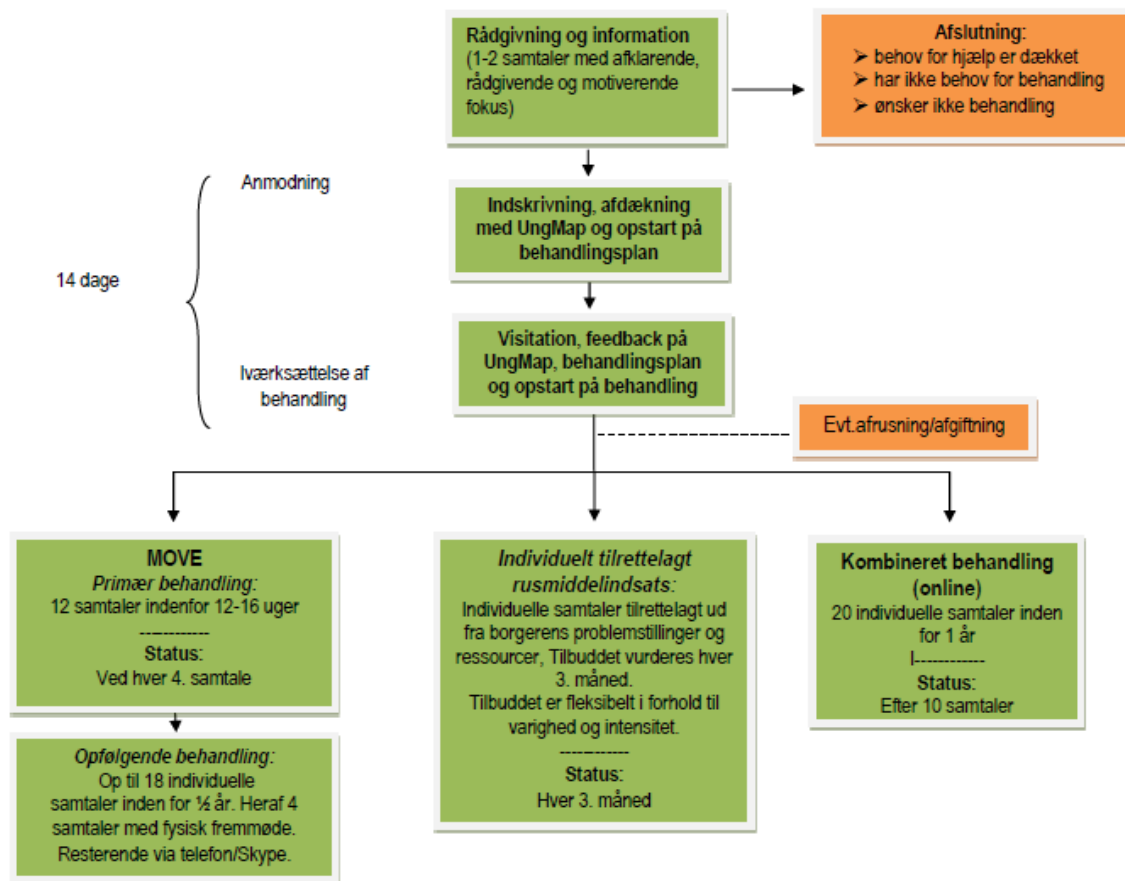 Rådgivning og information
(1-2 samtaler med afklarende,
rådgivende og motiverende
fokus)
Afslutning:
➢ behov for hjælp er dækket
➢ har ikke behov for behandling
➢ ønsker ikke behandling
Anmodning
14 dage
Iværksættelse af
behandling
Indskrivning, afdækning
med UngMap og opstart på
behandlingsplan
Visitation, feedback på
UngMap, behandlingsplan
og opstart på behandling
Evt.afrusning/afgiftning
MOVE
Primær behandling:
12 samtaler indenfor 12-16 uger
------------
Status:
Ved hver 4. samtale
Opfølgende behandling:
Op til 18 individuelle
samtaler inden for ½ år. Heraf 4
samtaler med fysisk fremmøde.
Resterende via telefon/Skype.
Individuelt tilrettelagt
rusmiddelindsats:
Individuelle samtaler tilrettelagt ud
fra borgerens problemstillinger og
ressourcer, Tilbuddet vurderes hver
3. måned.
Tilbuddet er fleksibelt i forhold til
varighed og intensitet.
------------
Status:
Hver 3. måned
Kombineret behandling
(online)
20 individuelle samtaler inden
for 1 år
I------------
Status:
Efter 10 samtaler